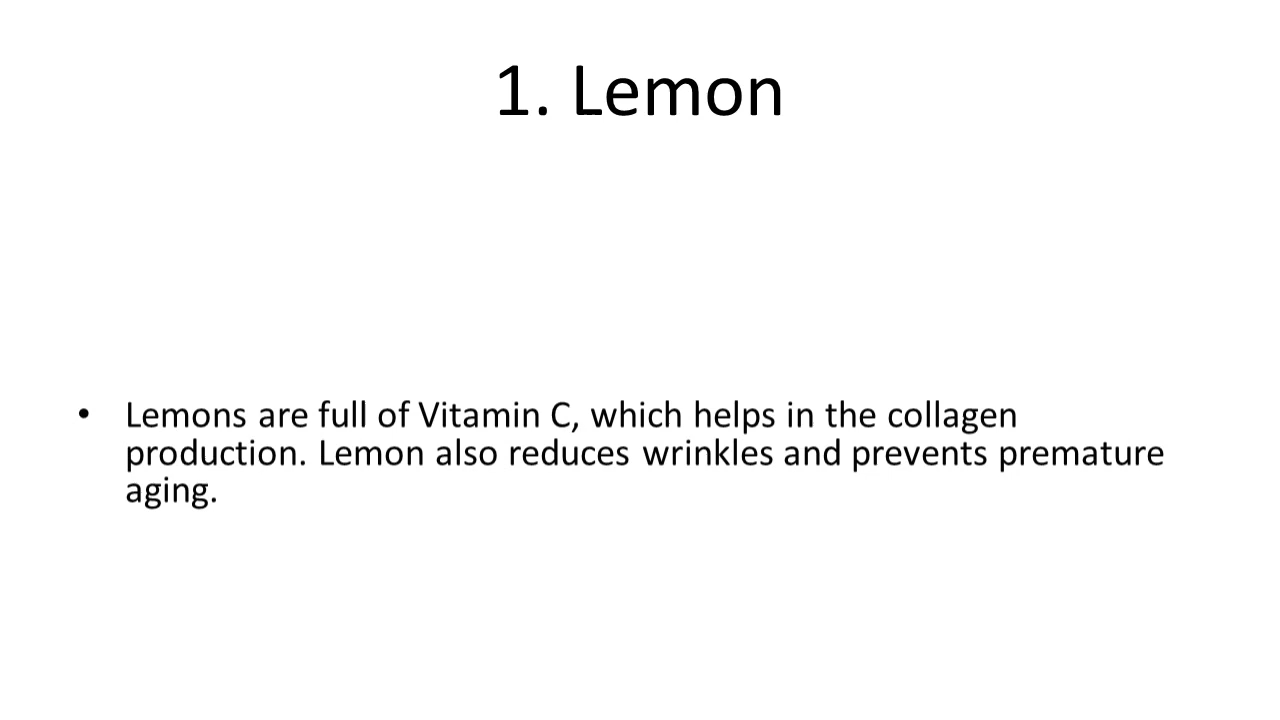 1. Lemon
• Lemons are full of Vitamin C, which helps in the collagen
production. Lemon also reduces wrinkles and prevents premature
aging.